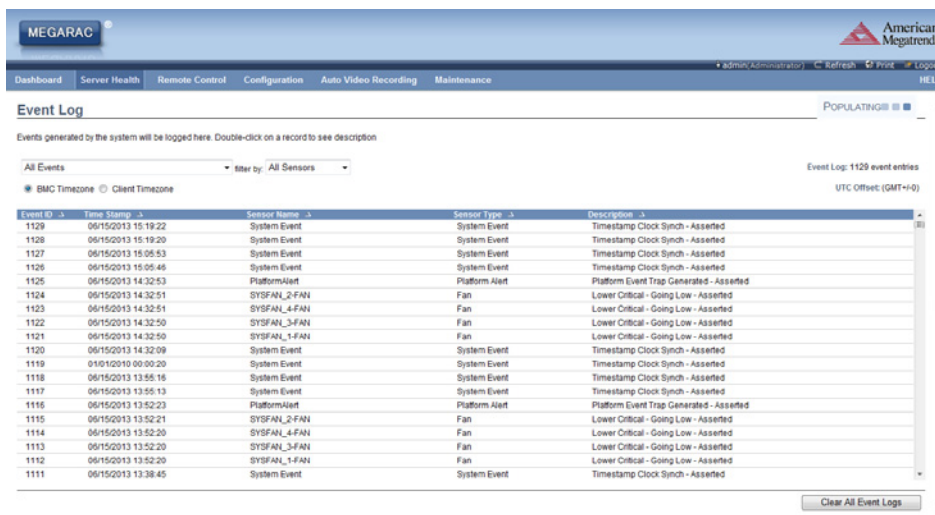 MEGARAC ®
American
Megatrend
admin(Administrator) Refresh Print Logo
Dashboard Server Health Remote Control Configuration Auto Video Recording Maintenance HEL
Event Log POPULATING
Events generated by the system will be logged here. Double-click on a record to see description
All Events filter by: All Sensors Event Log: 1129 event entries
BMC Timezone Client Timezone UTC Offset: (GMT+/-0)
Event ID Time Stamp Sensor Name Sensor Type Description
1129 06/15/2013 15:19:22 System Event System Event Timestamp Clock Synch - Asserted
1128 06/15/2013 15:19:20 System Event System Event Timestamp Clock Synch - Asserted
1127 06/15/2013 15:05:53 System Event System Event Timestamp Clock Synch - Asserted
1126 06/15/2013 15:05:46 System Event System Event Timestamp Clock Synch - Asserted
1125 06/15/2013 14:32:53 PlatformAlert Platform Alert Platform Event Trap Generated - Asserted
1124 06/15/2013 14:32:51 SYSFAN_2-FAN Fan Lower Critical - Going Low - Asserted
1123 06/15/2013 14:32:51 SYSFAN_4-FAN Fan Lower Critical - Going Low - Asserted
1122 06/15/2013 14:32:50 SYSFAN_3-FAN Fan Lower Critical - Going Low - Asserted
1121 06/15/2013 14:32:50 SYSFAN_1-FAN Fan Lower Critical - Going Low - Asserted
1120 06/15/2013 14:32:09 System Event System Event Timestamp Clock Synch - Asserted
1119 01/01/2010 00:00:20 System Event System Event Timestamp Clock Synch - Asserted
1118 06/15/2013 13:55:16 System Event System Event Timestamp Clock Synch - Asserted
1117 06/15/2013 13:55:13 System Event System Event Timestamp Clock Synch - Asserted
1116 06/15/2013 13:52:23 PlatformAlert Platform Alert Platform Event Trap Generated - Asserted
1115 06/15/2013 13:52:21 SYSFAN_2-FAN Fan Lower Critical - Going Low - Asserted
1114 06/15/2013 13:52:20 SYSFAN_4-FAN Fan Lower Critical - Going Low - Asserted
1113 06/15/2013 13:52:20 SYSFAN_3-FAN Fan Lower Critical - Going Low - Asserted
1112 06/15/2013 13:52:20 SYSFAN_1-FAN Fan Lower Critical - Going Low - Asserted
1111 06/15/2013 13:38:45 System Event System Event Timestamp Clock Synch - Asserted
Clear All Event Logs